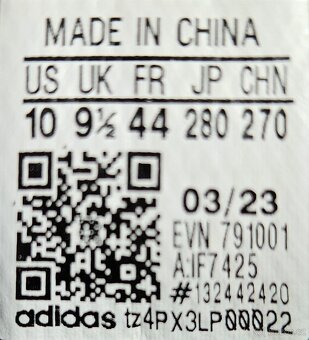 MADE IN CHINA
US UK FR JP CHN
10 9½ 44 280 270
03/23
EVN 791001
A:IF7425
#132442420
adidas tz4PX3LP00022